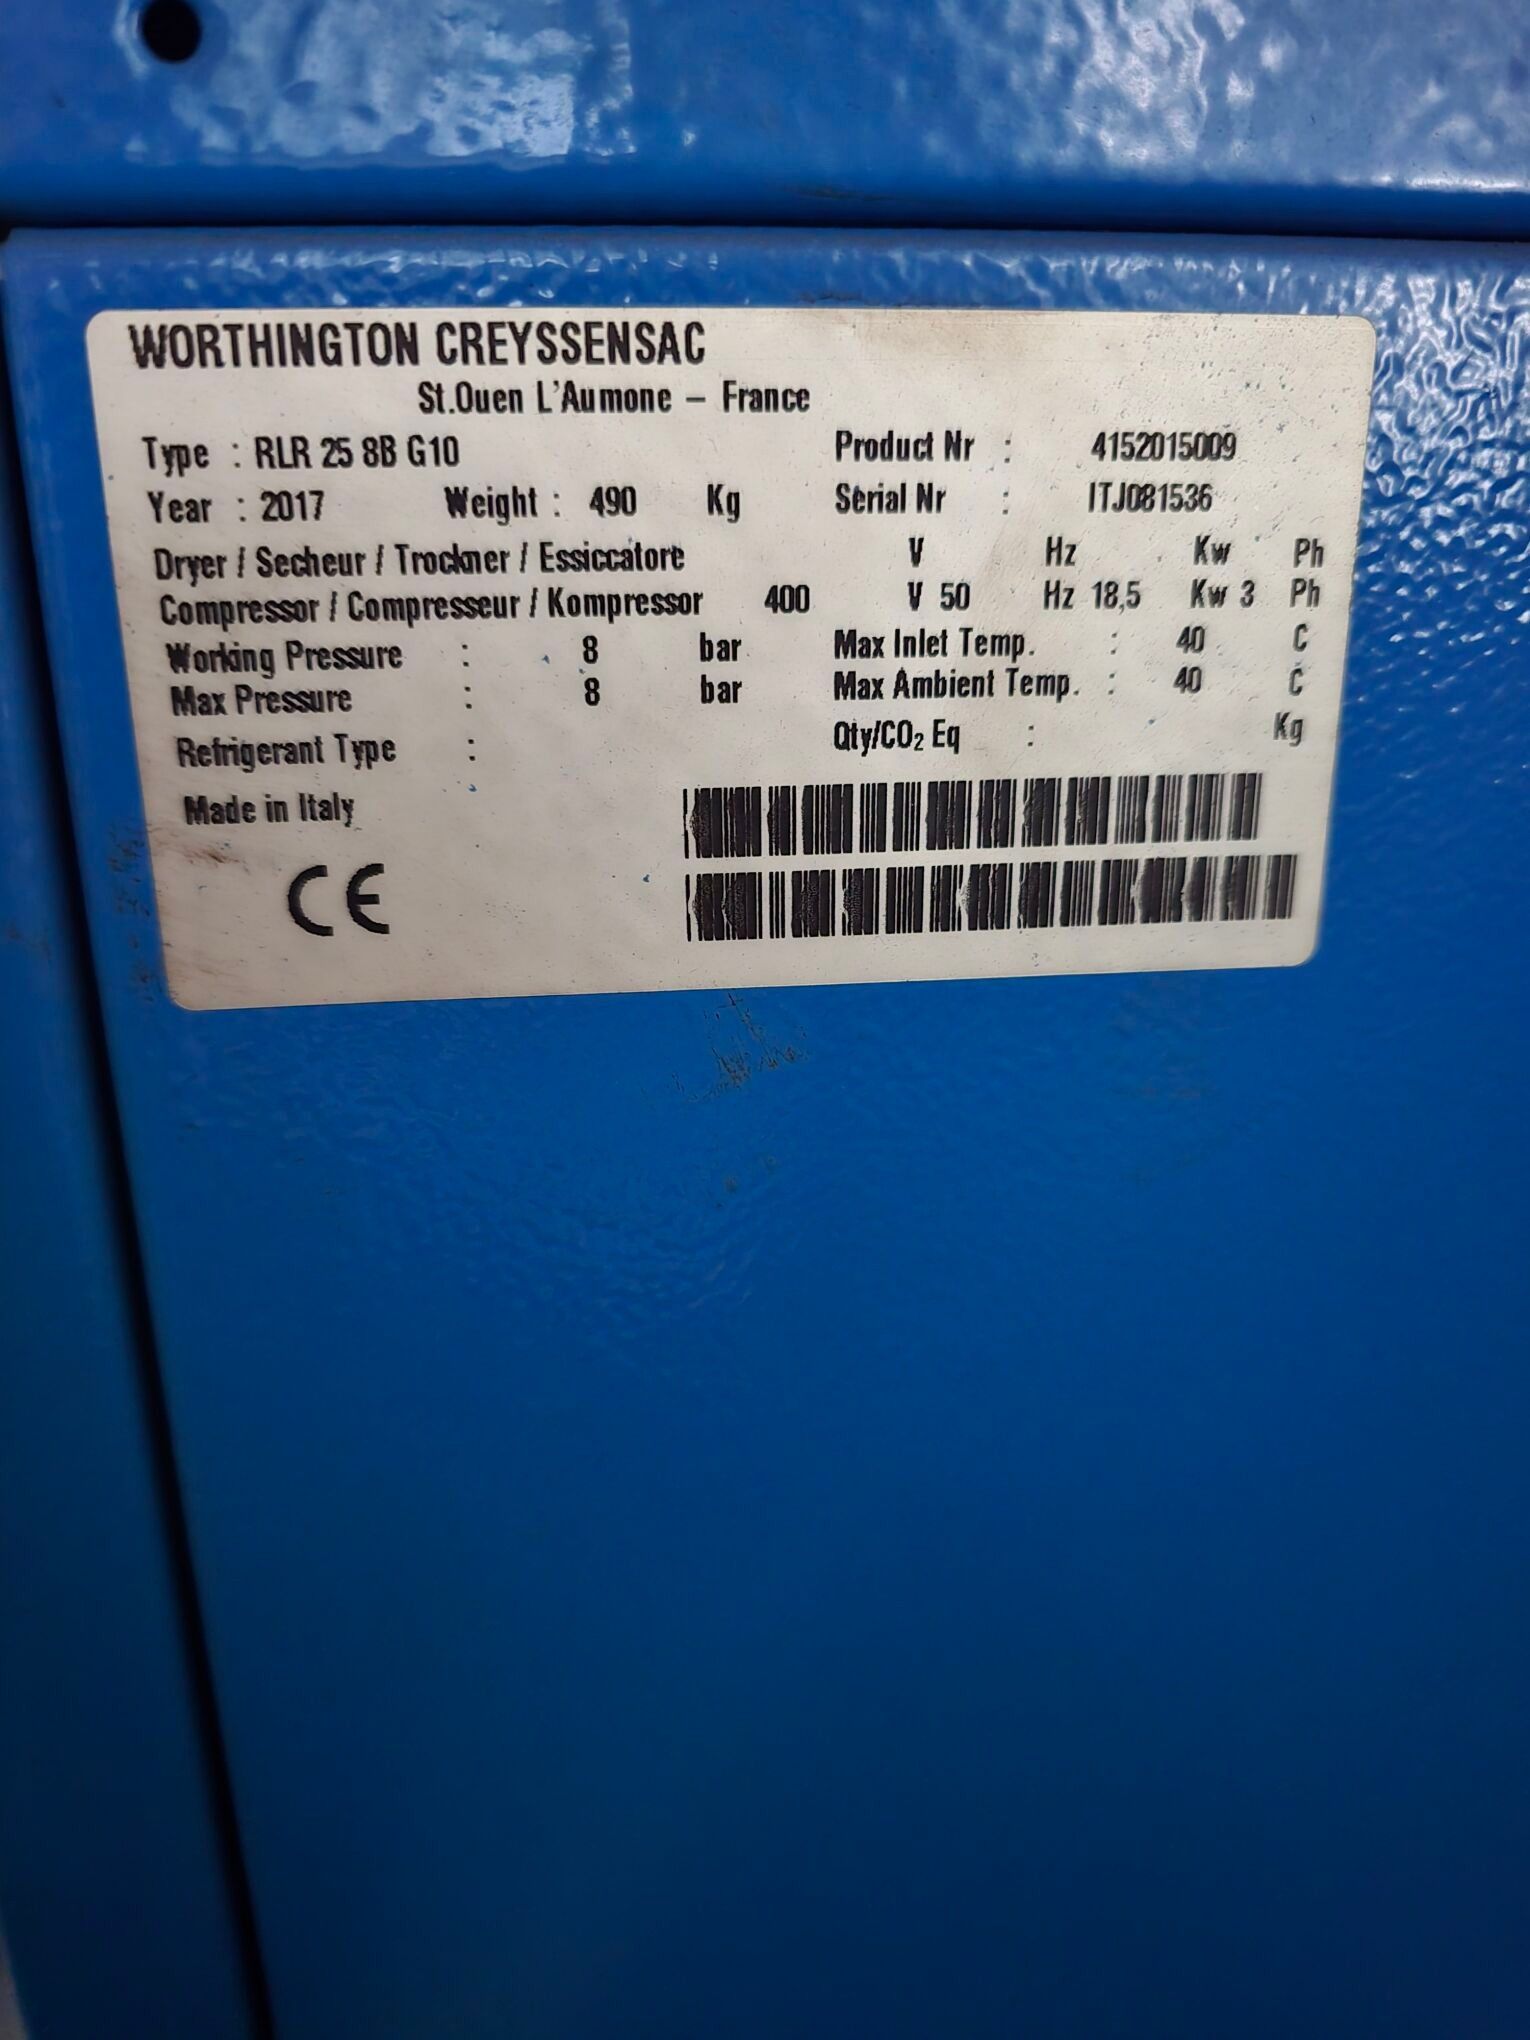 WORTHINGTON CREYSSENSAC
St.Ouen L'Aumone – France
Type : RLR 25 8B G10 Product Nr : 4152015009
Year : 2017 Weight : 490 Kg Serial Nr : ITJ081536
Dryer / Secheur / Trockner / Essiccatore V Hz Kw Ph
Compressor / Compresseur / Kompressor 400 V 50 Hz 18,5 Kw 3 Ph
Working Pressure : 8 bar Max Inlet Temp. : 40 C
Max Pressure : 8 bar Max Ambient Temp. : 40 C
Refrigerant Type : Qty/CO₂ Eq : Kg
Made in Italy
CE